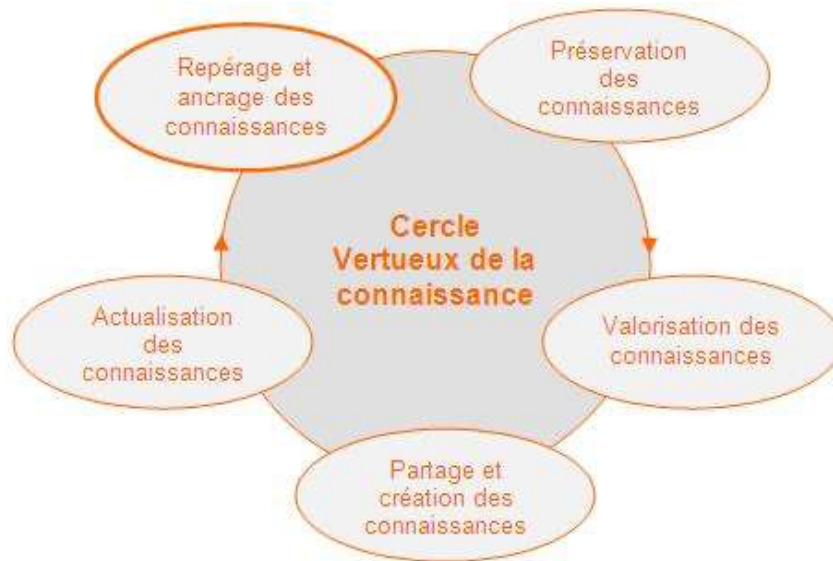 Repérage et
ancrage des
connaissances
Préservation
des
connaissances
Cercle
Vertueux de la
connaissance
Actualisation
des
connaissances
Valorisation des
connaissances
Partage et
création des
connaissances